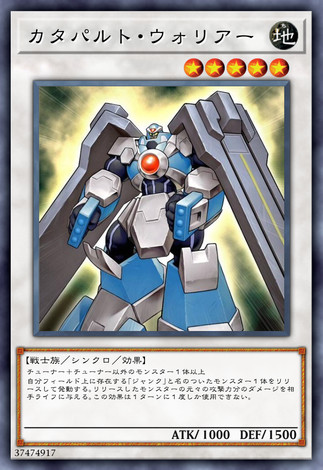 カタパルト・ウォリアー
地
【戦士族／シンクロ／効果】
チューナー＋チューナー以外のモンスター１体以上
自分フィールド上に存在する「ジャンク」と名のついたモンスター１体をリリ
ースして発動する。リリースしたモンスターの元々の攻撃力分のダメージを相
手ライフに与える。この効果は１ターンに１度しか使用できない。
ATK/1000 DEF/1500
37474917